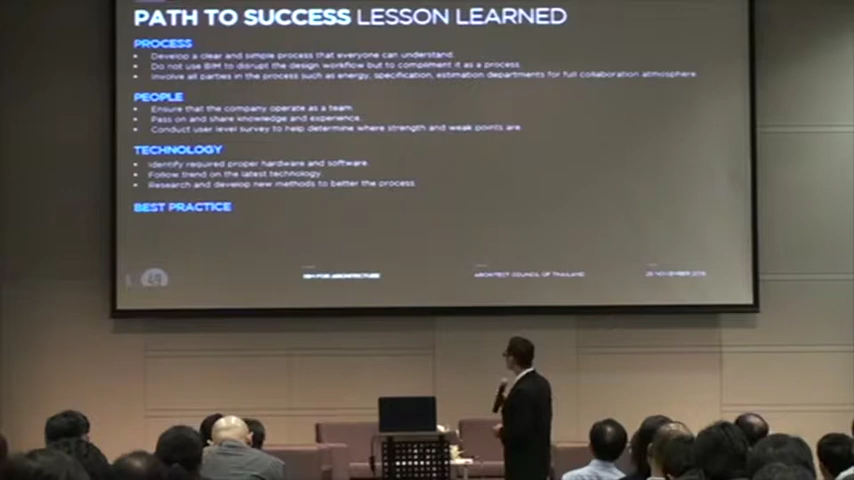 PATH TO SUCCESS LESSON LEARNED
PROCESS
• Develop a clear and simple process that everyone can understand.
• Do not use BIM to disrupt the design workflow but to compliment it as a process.
• Involve all parties in the process such as energy, specification, estimation departments for full collaboration atmosphere.
PEOPLE
• Ensure that the company operate as a team.
• Pass on and share knowledge and experience.
• Conduct user level survey to help determine where strength and weak points are.
TECHNOLOGY
• Identify required proper hardware and software.
• Follow trend on the latest technology.
• Research and develop new methods to better the process.
BEST PRACTICE
BIM FOR ARCHITECTURE
ARCHITECT COUNCIL OF THAILAND
NOVEMBER